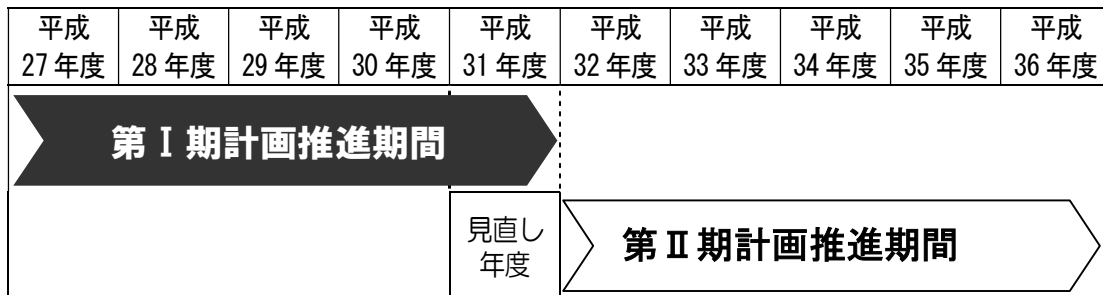 平成 平成 平成 平成 平成 平成 平成 平成 平成 平成
27年度 28年度 29年度 30年度 31年度 32年度 33年度 34年度 35年度 36年度
第Ⅰ期計画推進期間
見直し
年度
第Ⅱ期計画推進期間